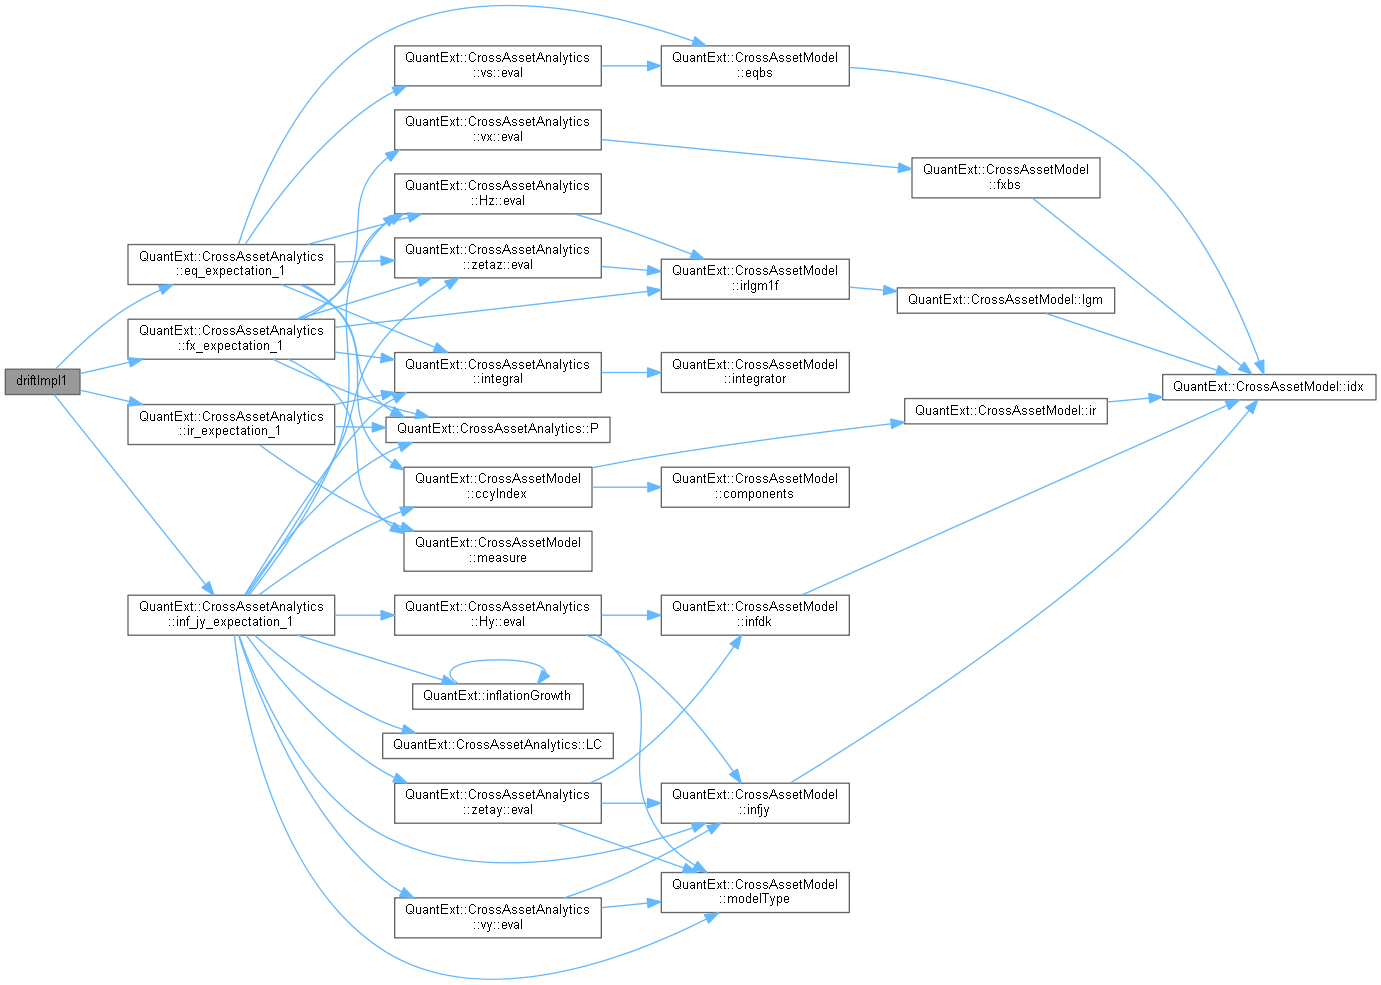 driftImpl1
QuantExt::CrossAssetAnalytics
::eq_expectation_1
QuantExt::CrossAssetAnalytics
::fx_expectation_1
QuantExt::CrossAssetAnalytics
::ir_expectation_1
QuantExt::CrossAssetAnalytics
::inf_jy_expectation_1
QuantExt::CrossAssetAnalytics
::vs::eval
QuantExt::CrossAssetAnalytics
::vx::eval
QuantExt::CrossAssetAnalytics
::Hz::eval
QuantExt::CrossAssetAnalytics
::zetaz::eval
QuantExt::CrossAssetAnalytics
::integral
QuantExt::CrossAssetAnalytics::P
QuantExt::CrossAssetModel
::ccyIndex
QuantExt::CrossAssetModel
::measure
QuantExt::CrossAssetAnalytics
::Hy::eval
QuantExt::inflationGrowth
QuantExt::CrossAssetAnalytics::LC
QuantExt::CrossAssetAnalytics
::zetay::eval
QuantExt::CrossAssetAnalytics
::vy::eval
QuantExt::CrossAssetModel
::eqbs
QuantExt::CrossAssetModel
::irlgm1f
QuantExt::CrossAssetModel
::integrator
QuantExt::CrossAssetModel
::components
QuantExt::CrossAssetModel
::infdk
QuantExt::CrossAssetModel
::infjy
QuantExt::CrossAssetModel
::modelType
QuantExt::CrossAssetModel
::fxbs
QuantExt::CrossAssetModel::lgm
QuantExt::CrossAssetModel::ir
QuantExt::CrossAssetModel::idx